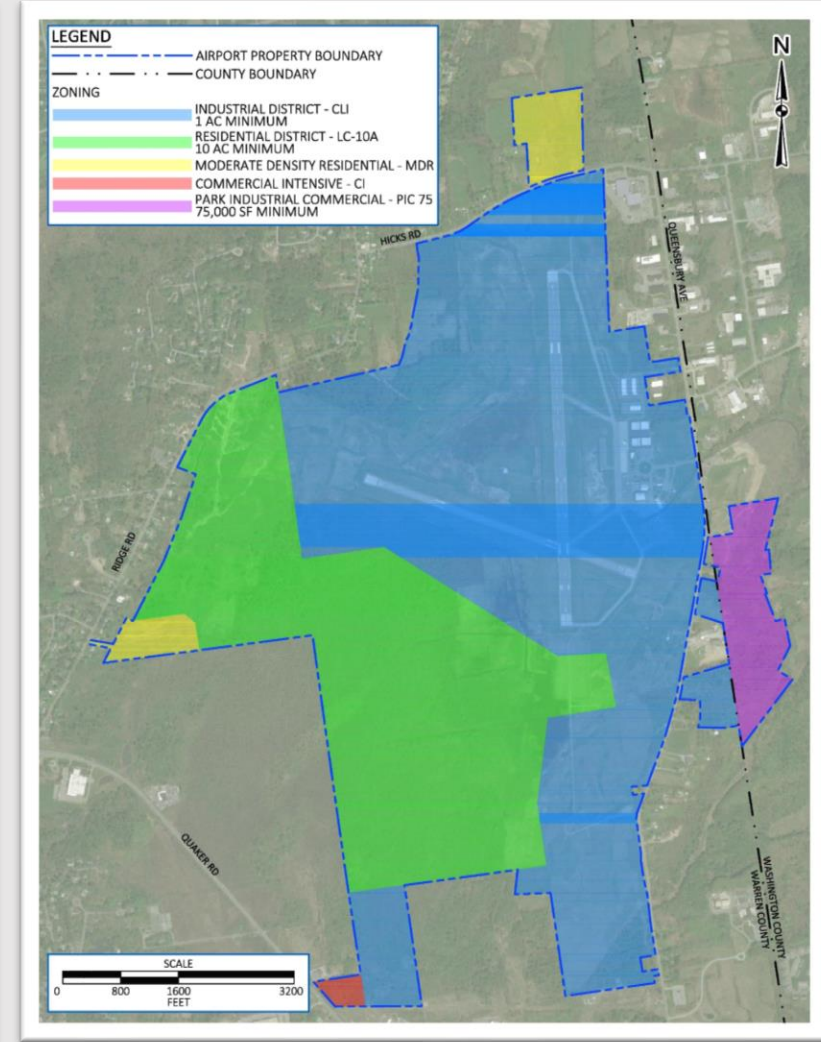 LEGEND
AIRPORT PROPERTY BOUNDARY
COUNTY BOUNDARY
ZONING
INDUSTRIAL DISTRICT - CLI
1 AC MINIMUM
RESIDENTIAL DISTRICT - LC-10A
10 AC MINIMUM
MODERATE DENSITY RESIDENTIAL - MDR
COMMERCIAL INTENSIVE - CI
PARK INDUSTRIAL COMMERCIAL - PIC 75
75,000 SF MINIMUM
N
HICKS RD
QUEENSBURY AVE
RIDGE RD
QUAKER RD
WASHINGTON COUNTY
WARREN COUNTY
SCALE
0 800 1600 3200
FEET